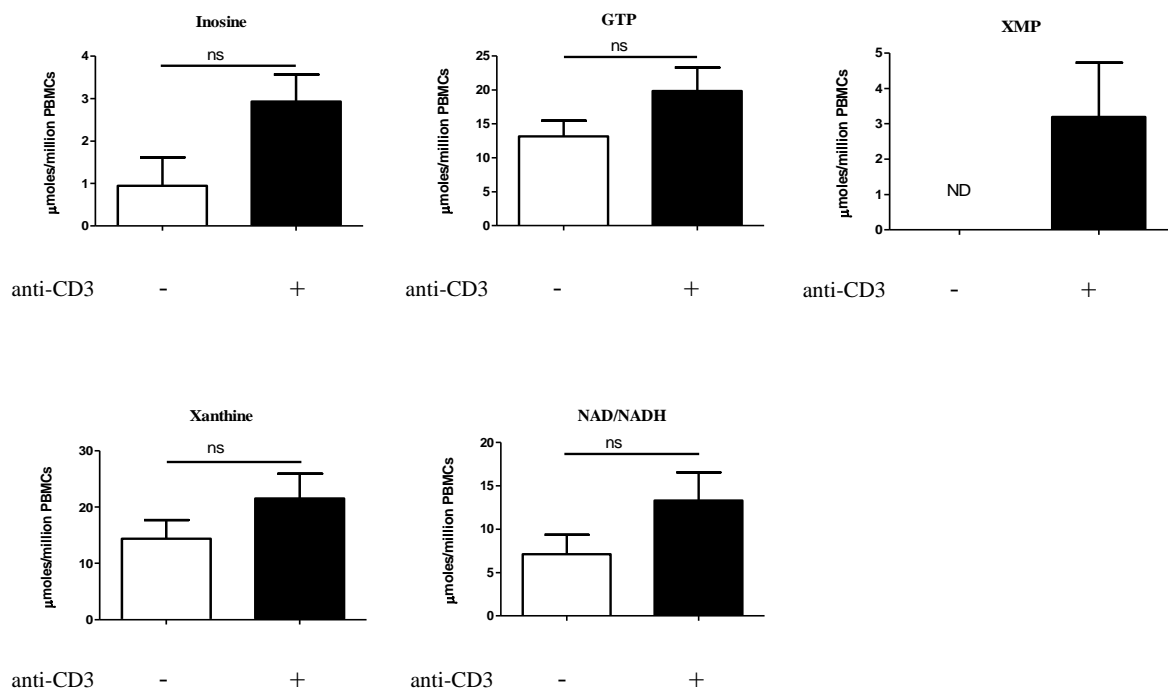 Inosine
ns
μmoles/million PBMCs
4
3
2
1
0
anti-CD3 - +
GTP
ns
μmoles/million PBMCs
25
20
15
10
5
0
anti-CD3 - +
XMP
μmoles/million PBMCs
5
4
3
2
1
0
ND
anti-CD3 - +
Xanthine
ns
μmoles/million PBMCs
30
20
10
0
anti-CD3 - +
NAD/NADH
ns
μmoles/million PBMCs
20
15
10
5
0
anti-CD3 - +